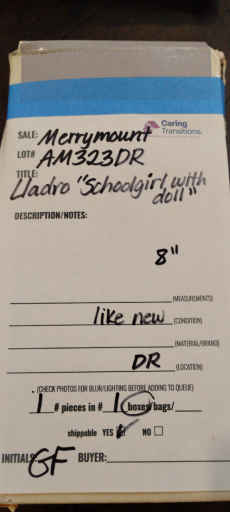 Caring
Transitions.
SALE: Merrymount
LOT# AM323DR
TITLE:
Lladro "Schoolgirl with
doll"
DESCRIPTION/NOTES:
8"
(MEASUREMENTS)
like new (CONDITION)
(MATERIAL/BRAND)
DR (LOCATION)
(CHECK PHOTOS FOR BLUR/LIGHTING BEFORE ADDING TO QUEUE)
1 # pieces in # 1 boxes/bags/
shippable YES NO
INITIALS: GF BUYER: